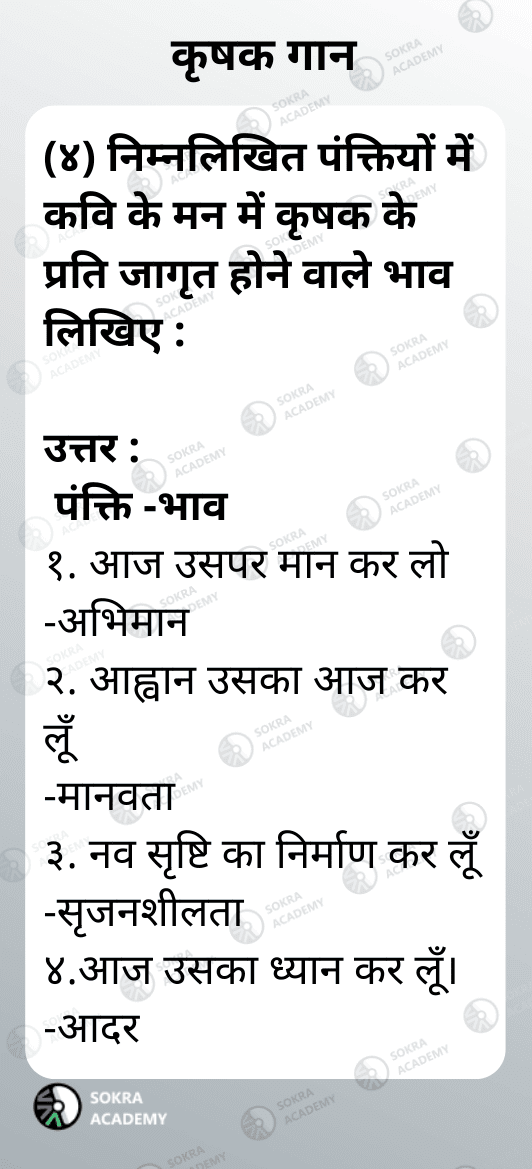 कृषक गान
(४) निम्नलिखित पंक्तियों में
कवि के मन में कृषक के
प्रति जागृत होने वाले भाव
लिखिए :
उत्तर :
पंक्ति -भाव
१. आज उसपर मान कर लो
-अभिमान
२. आह्वान उसका आज कर
लूँ
-मानवता
३. नव सृष्टि का निर्माण कर लूँ
-सृजनशीलता
४.आज उसका ध्यान कर लूँ।
-आदर
SOKRA
ACADEMY